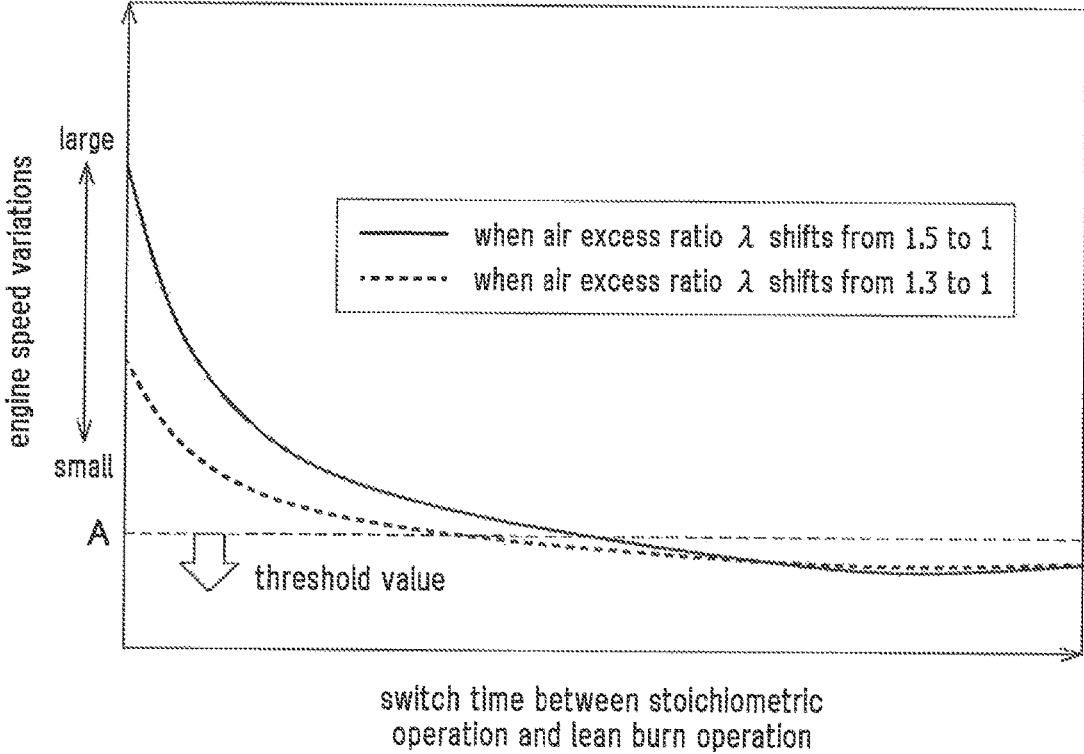 large
engine speed variations
small
A
when air excess ratio λ shifts from 1.5 to 1
when air excess ratio λ shifts from 1.3 to 1
threshold value
switch time between stoichiometric
operation and lean burn operation